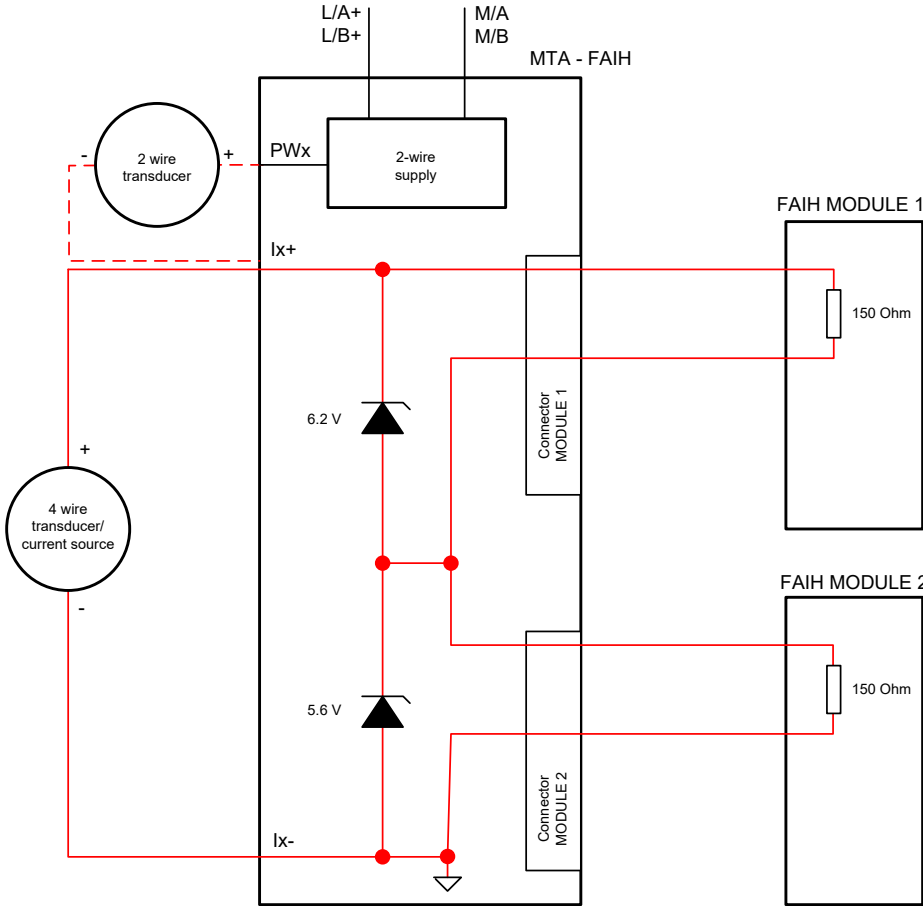 L/A+
L/B+
M/A
M/B
MTA - FAIH
2 wire
transducer
-
+
PWx
2-wire
supply
Ix+
FAIH MODULE 1
150 Ohm
6.2 V
Connector
MODULE 1
+
4 wire
transducer/
current source
-
FAIH MODULE 2
150 Ohm
5.6 V
Connector
MODULE 2
Ix-